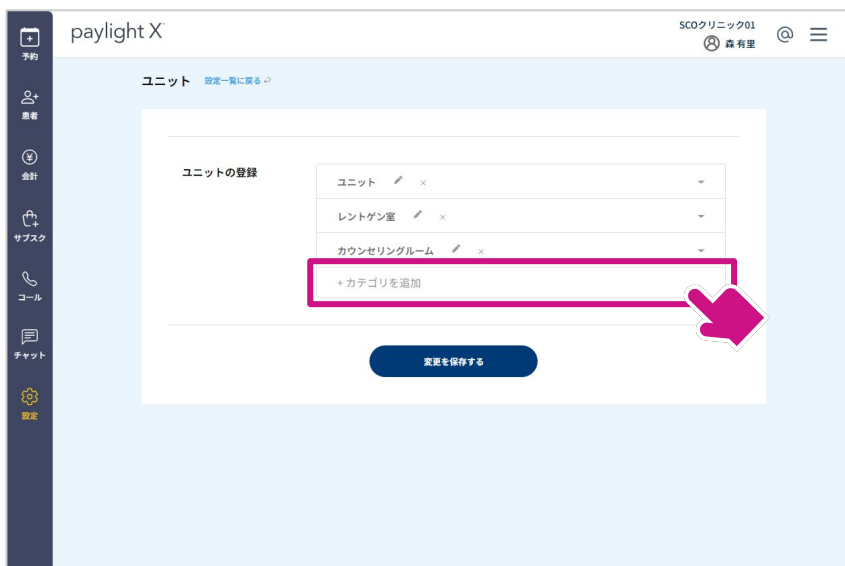 paylight X
SCOクリニック01
森 有里
予約
患者
会計
サブスク
コール
チャット
設定
ユニット 設定一覧に戻る
ユニットの登録
ユニット ×
レントゲン室 ×
カウンセリングルーム ×
+カテゴリを追加
変更を保存する